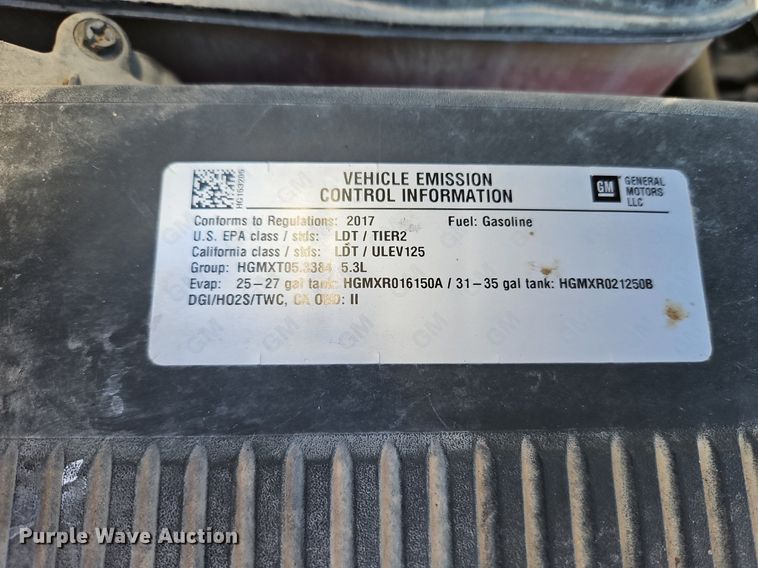 HG153205
VEHICLE EMISSION
CONTROL INFORMATION
GM
GENERAL
MOTORS
LLC
Conforms to Regulations: 2017 Fuel: Gasoline
U.S. EPA class / stds: LDT / TIER2
California class / stds: LDT / ULEV125
Group: HGMXT05.3384 5.3L
Evap: 25-27 gal tank: HGMXR016150A / 31-35 gal tank: HGMXR021250B
DGI/HO2S/TWC, CA OBD: II
Purple Wave Auction